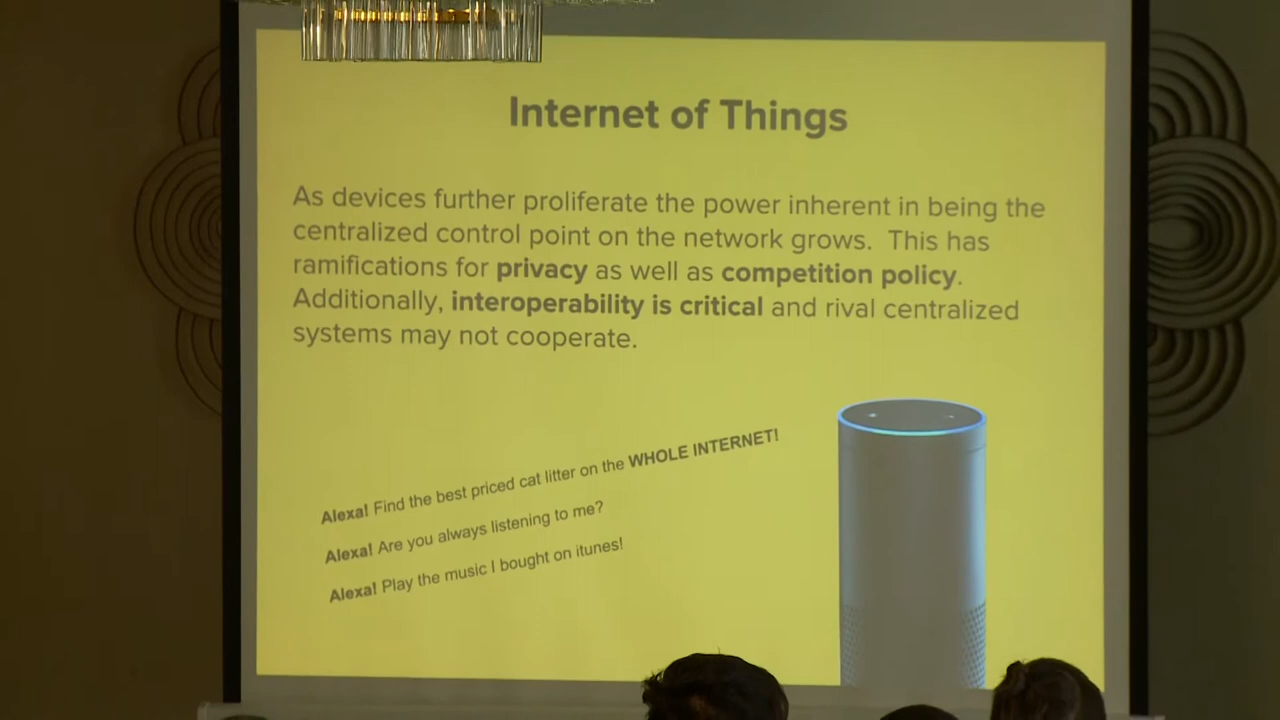 Internet of Things
As devices further proliferate the power inherent in being the
centralized control point on the network grows. This has
ramifications for privacy as well as competition policy.
Additionally, interoperability is critical and rival centralized
systems may not cooperate.
Alexa! Find the best priced cat litter on the WHOLE INTERNET!
Alexa! Are you always listening to me?
Alexa! Play the music I bought on itunes!